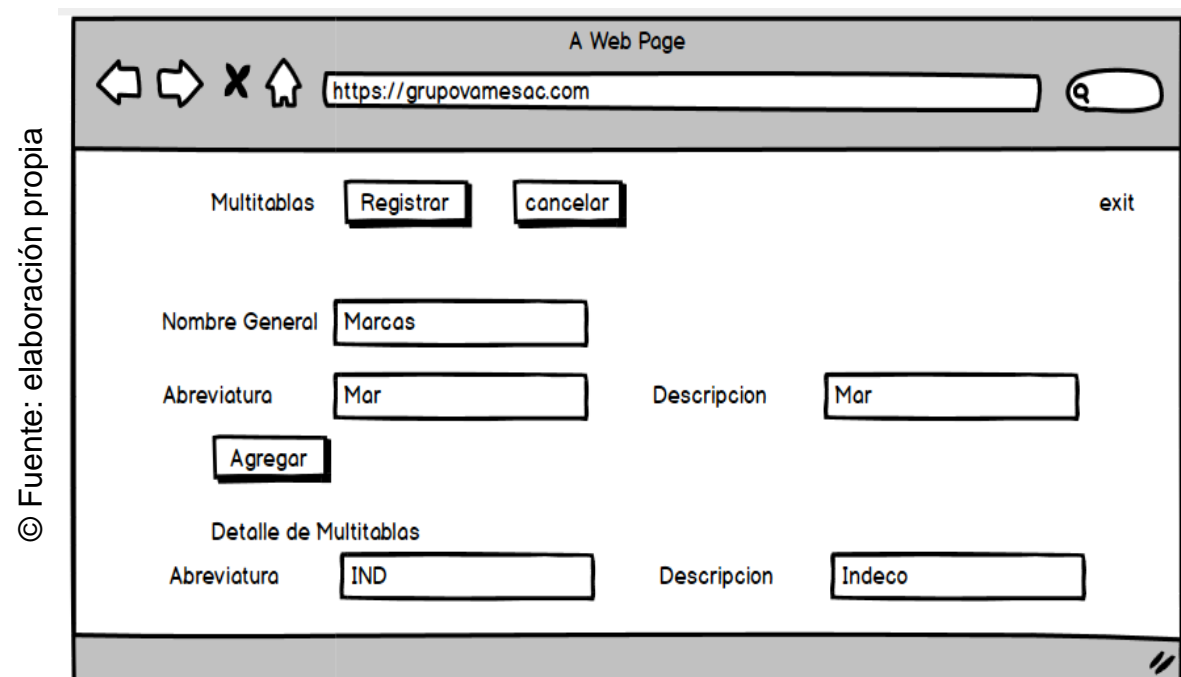 A Web Page
https://grupovamesac.com
Multitablas Registrar cancelar exit
Nombre General Marcas
Abreviatura Mar Descripcion Mar
Agregar
Detalle de Multitablas
Abreviatura IND Descripcion Indeco
© Fuente: elaboración propia